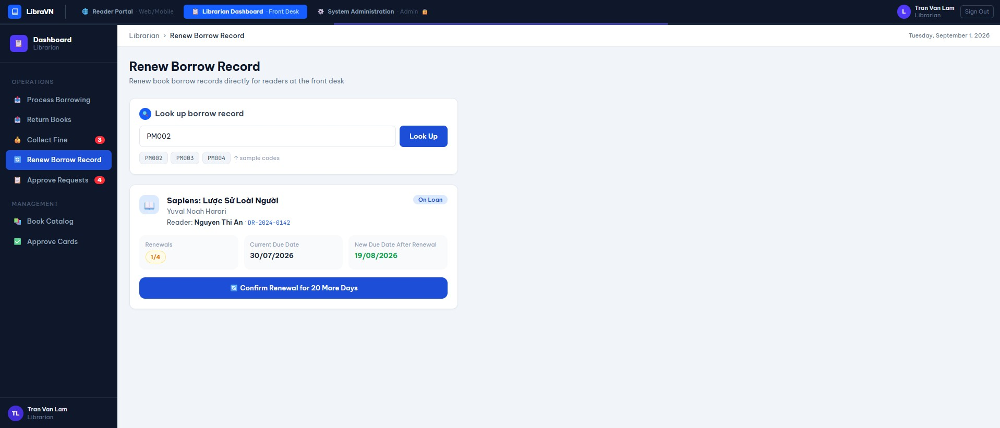 LibraVN
Reader Portal · Web/Mobile
Librarian Dashboard · Front Desk
System Administration · Admin
L
Tran Van Lam
Librarian
Sign Out
Dashboard
Librarian
Librarian › Renew Borrow Record
Tuesday, September 1, 2026
OPERATIONS
Process Borrowing
Return Books
Collect Fine 3
Renew Borrow Record
Approve Requests 4
MANAGEMENT
Book Catalog
Approve Cards
TL
Tran Van Lam
Librarian
Renew Borrow Record
Renew book borrow records directly for readers at the front desk
Look up borrow record
PM002
Look Up
PM002 PM003 PM004 ↑ sample codes
Sapiens: Lược Sử Loài Người
On Loan
Yuval Noah Harari
Reader: Nguyen Thi An · DR-2024-0142
Renewals
1/4
Current Due Date
30/07/2026
New Due Date After Renewal
19/08/2026
Confirm Renewal for 20 More Days